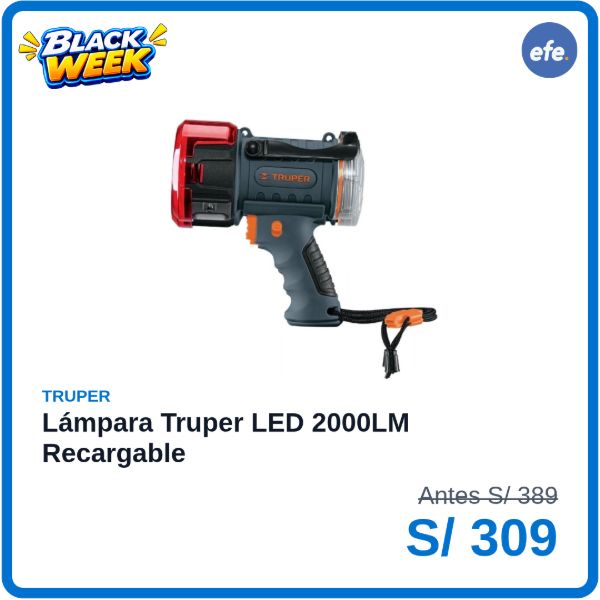 BLACK
WEEK
efe.
TRUPER
TRUPER
Lámpara Truper LED 2000LM
Recargable
Antes S/ 389
S/ 309